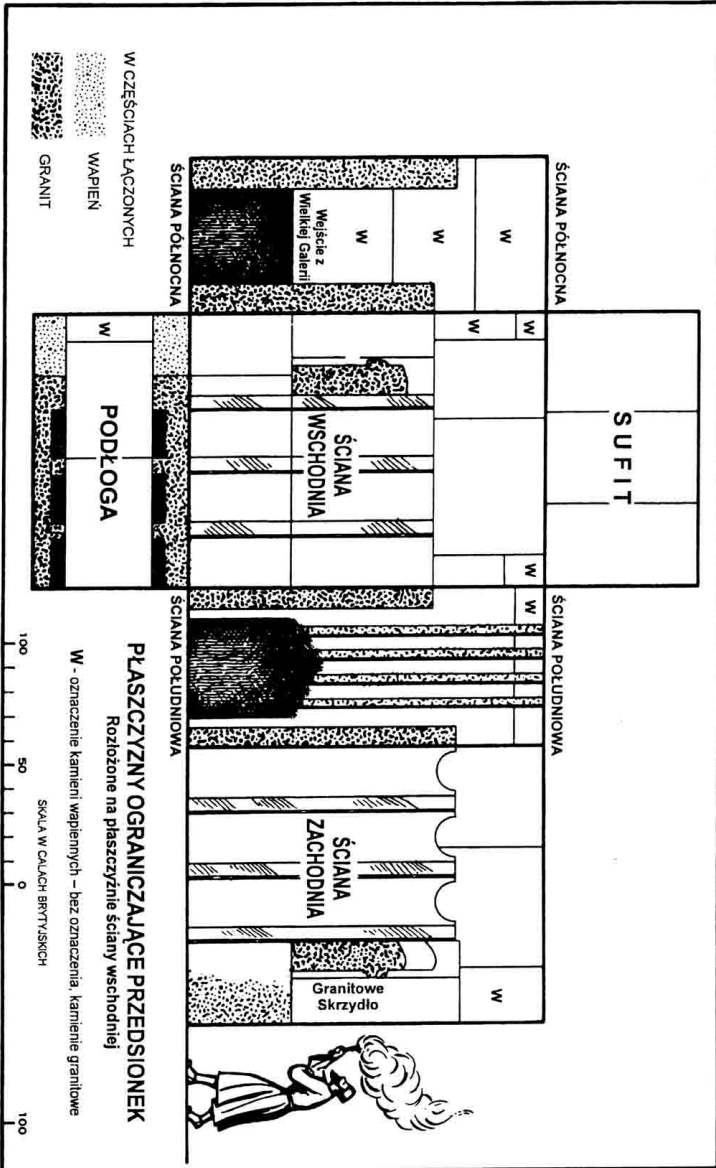 SUFIT
ŚCIANA PÓŁNOCNA
ŚCIANA POŁUDNIOWA
W
W
W
W
W
W
W
W
Wejście z
Wielkiej Galerii
ŚCIANA
WSCHODNIA
ŚCIANA
ZACHODNIA
Granitowe
Skrzydło
ŚCIANA PÓŁNOCNA
ŚCIANA POŁUDNIOWA
W CZĘŚCIACH ŁĄCZONYCH
WAPIEŃ
GRANIT
W
PODŁOGA
PŁASZCZYZNY OGRANICZAJĄCE PRZEDSIONEK
Rozłożone na płaszczyźnie ściany wschodniej
W - oznaczenie kamieni wapiennych – bez oznaczenia, kamienie granitowe
100 50 0 100
SKALA W CALACH BRYTYJSKICH